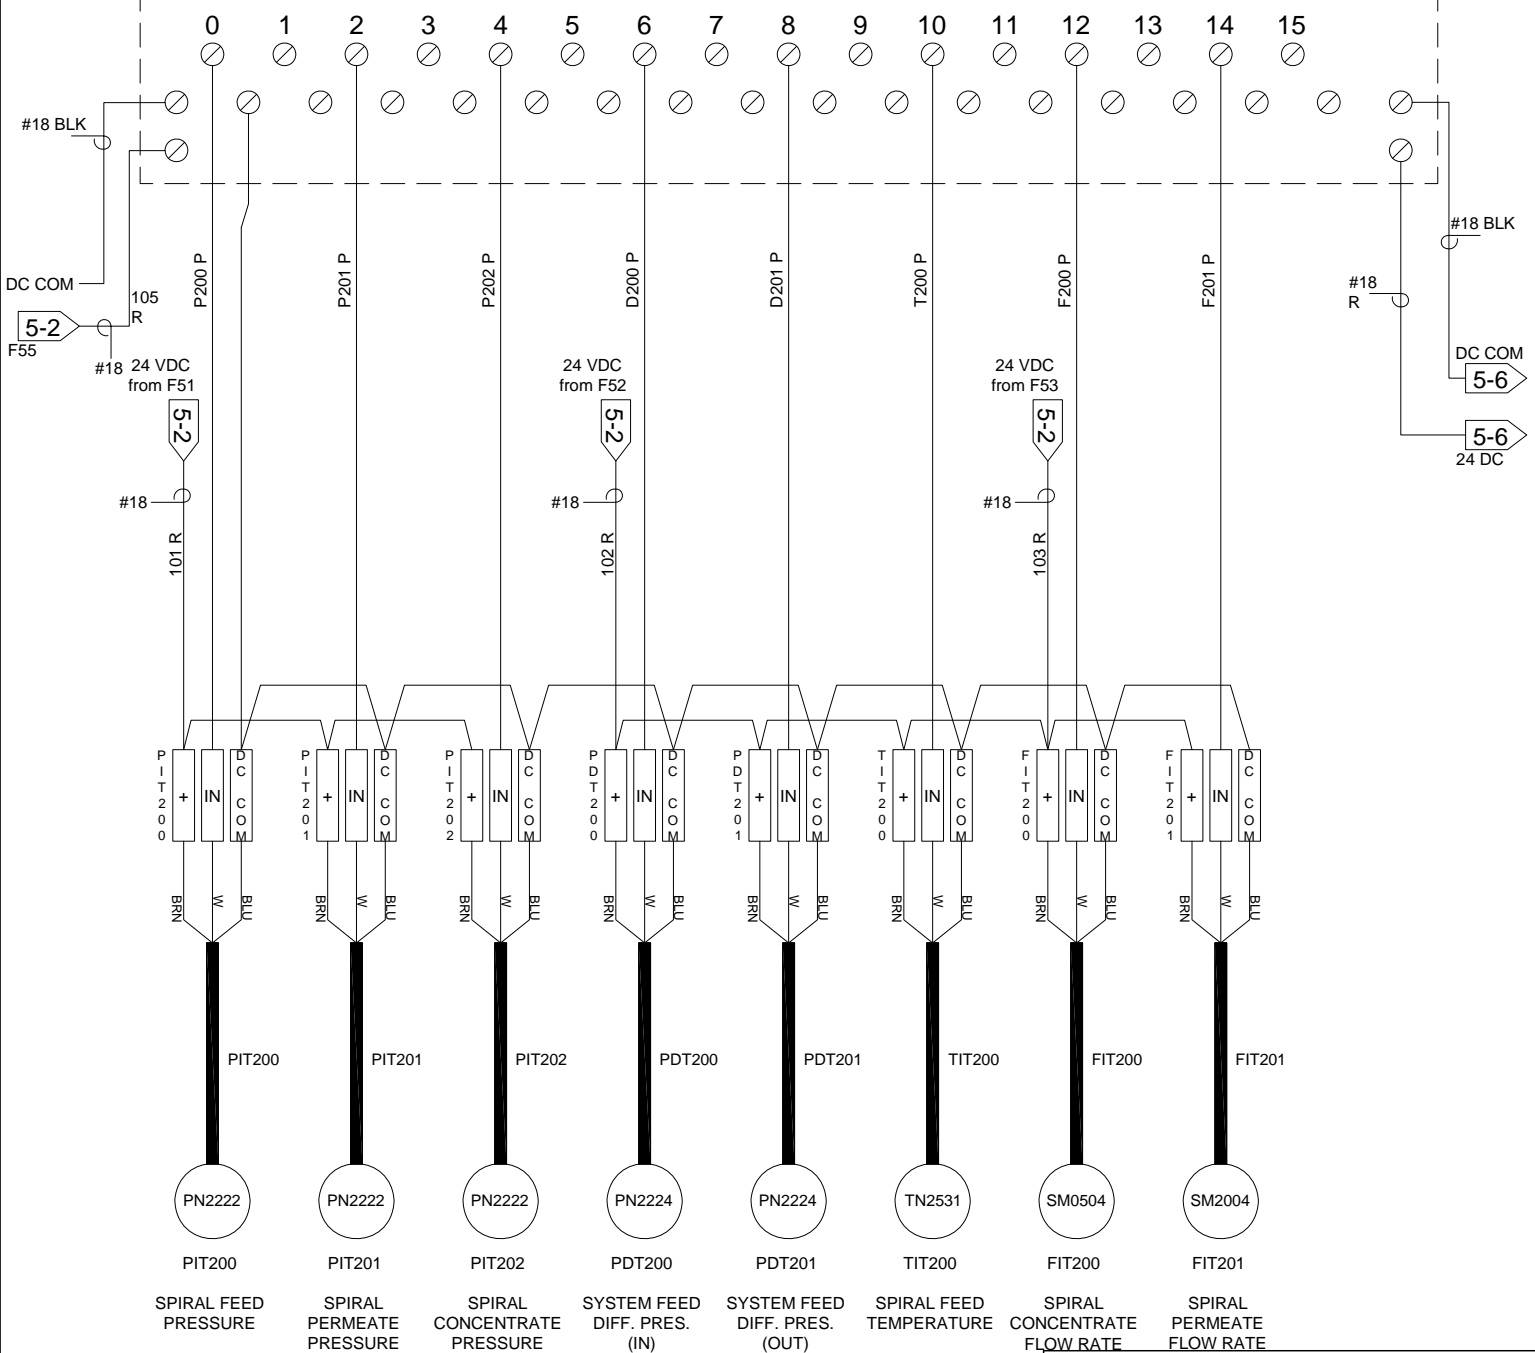 0 1 2 3 4 5 6 7 8 9 10 11 12 13 14 15
#18 BLK
#18 BLK
DC COM
P200 P
P201 P
P202 P
D200 P
D201 P
T200 P
F200 P
F201 P
105
R
5-2
F55
#18
#18
R
DC COM
5-6
5-6
24 DC
24 VDC
from F51
5-2
24 VDC
from F52
5-2
24 VDC
from F53
5-2
#18
#18
#18
101 R
102 R
103 R
PIT200 + IN DC COM
PIT201 + IN DC COM
PIT202 + IN DC COM
PDT200 + IN DC COM
PDT201 + IN DC COM
TIT200 + IN DC COM
FIT200 + IN DC COM
FIT201 + IN DC COM
BRN W BLU
BRN W BLU
BRN W BLU
BRN W BLU
BRN W BLU
BRN W BLU
BRN W BLU
BRN W BLU
PIT200 PIT201 PIT202 PDT200 PDT201 TIT200 FIT200 FIT201
PN2222 PN2222 PN2222 PN2224 PN2224 TN2531 SM0504 SM2004
PIT200 PIT201 PIT202 PDT200 PDT201 TIT200 FIT200 FIT201
SPIRAL FEED
PRESSURE
SPIRAL
PERMEATE
PRESSURE
SPIRAL
CONCENTRATE
PRESSURE
SYSTEM FEED
DIFF. PRES.
(IN)
SYSTEM FEED
DIFF. PRES.
(OUT)
SPIRAL FEED
TEMPERATURE
SPIRAL
CONCENTRATE
FLOW RATE
SPIRAL
PERMEATE
FLOW RATE